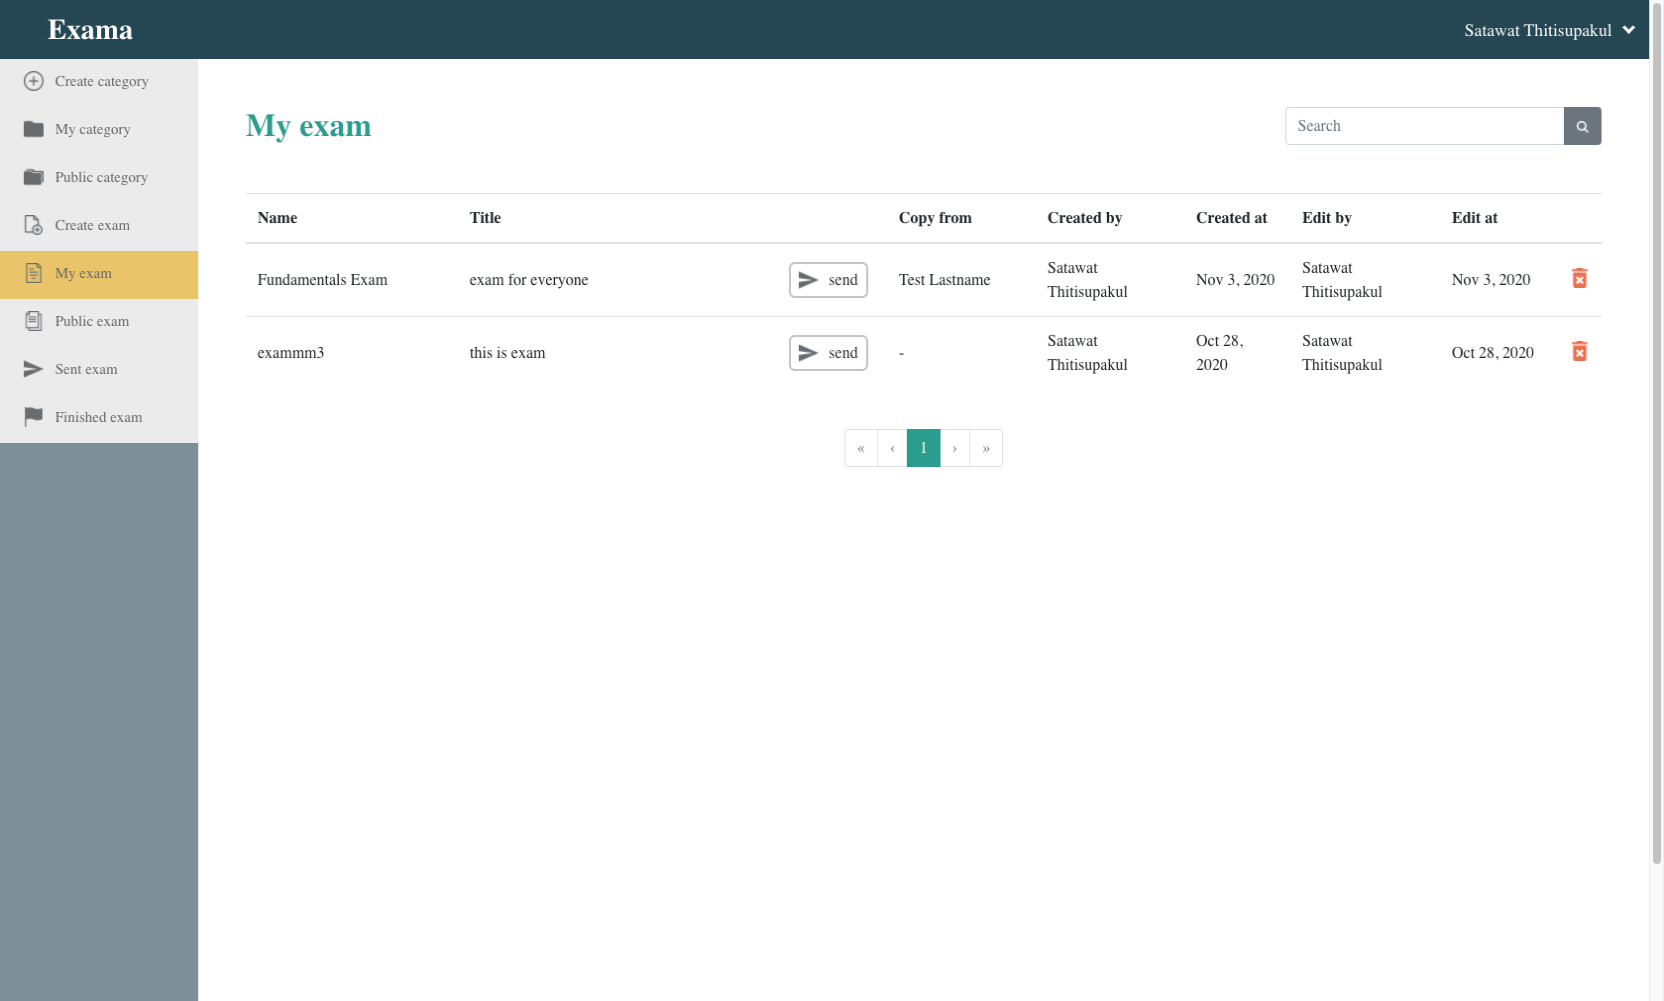 Exama
Satawat Thitisupakul
Create category
My category
Public category
Create exam
My exam
Public exam
Sent exam
Finished exam
My exam
Search
Name Title Copy from Created by Created at Edit by Edit at
Fundamentals Exam exam for everyone send Test Lastname Satawat Thitisupakul Nov 3, 2020 Satawat Thitisupakul Nov 3, 2020
exammm3 this is exam send - Satawat Thitisupakul Oct 28, 2020 Satawat Thitisupakul Oct 28, 2020
« ‹ 1 › »